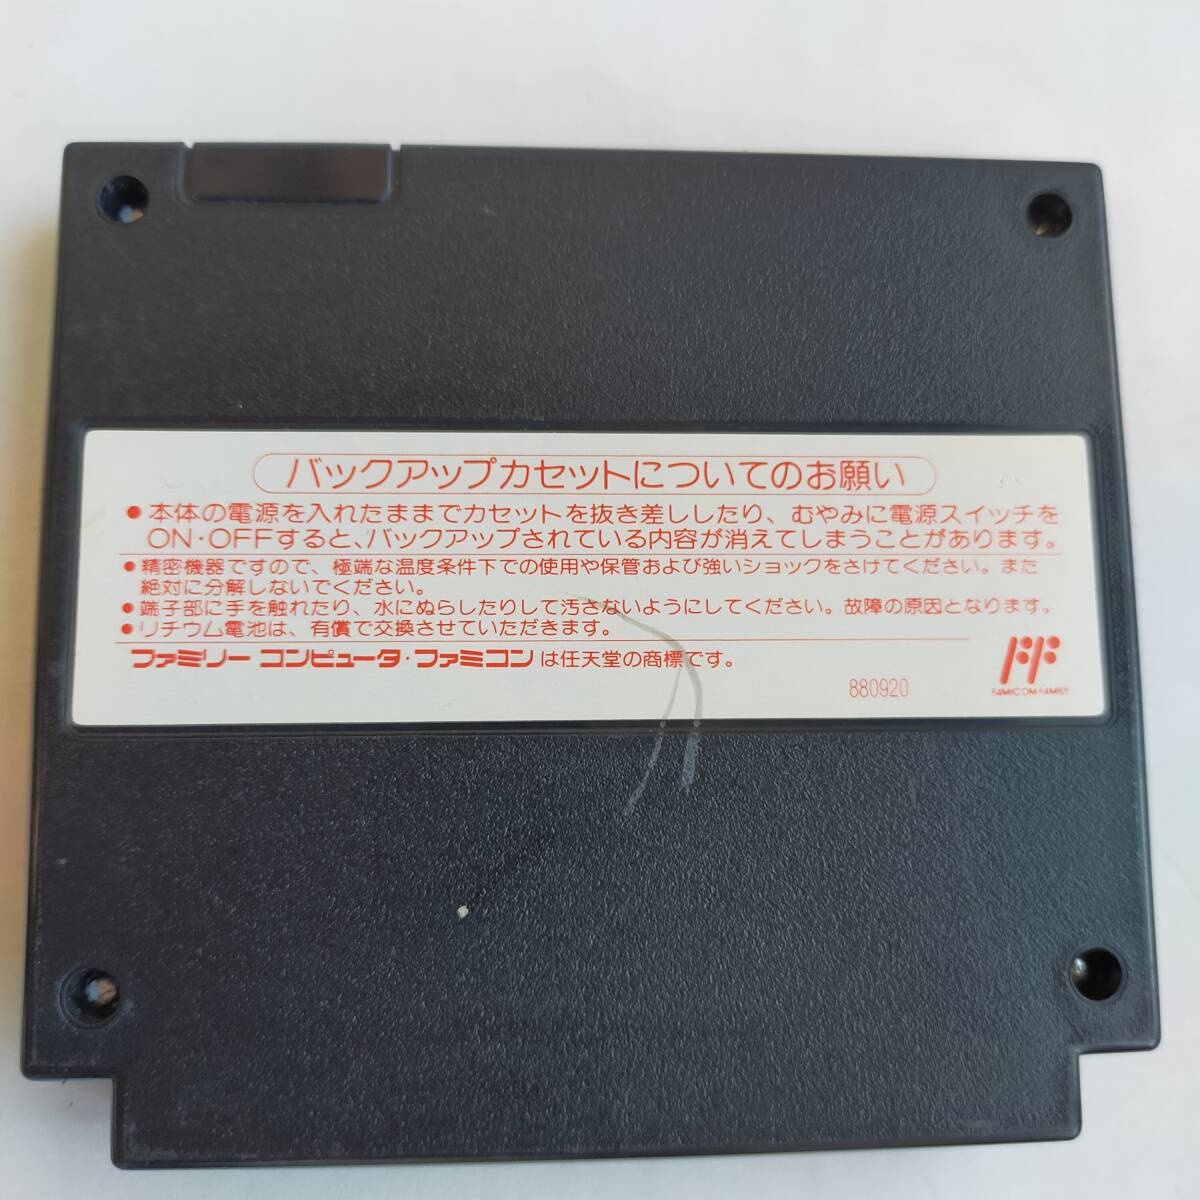 バックアップカセットについてのお願い
●本体の電源を入れたままでカセットを抜き差ししたり、むやみに電源スイッチを
ON・OFFすると、バックアップされている内容が消えてしまうことがあります。
●精密機器ですので、極端な温度条件下での使用や保管および強いショックをさけてください。また
絶対に分解しないでください。
●端子部に手を触れたり、水にぬらしたりして汚さないようにしてください。故障の原因となります。
●リチウム電池は、有償で交換させていただきます。
ファミリー コンピュータ・ファミコンは任天堂の商標です。
FF
FAMICOM FAMILY
880920